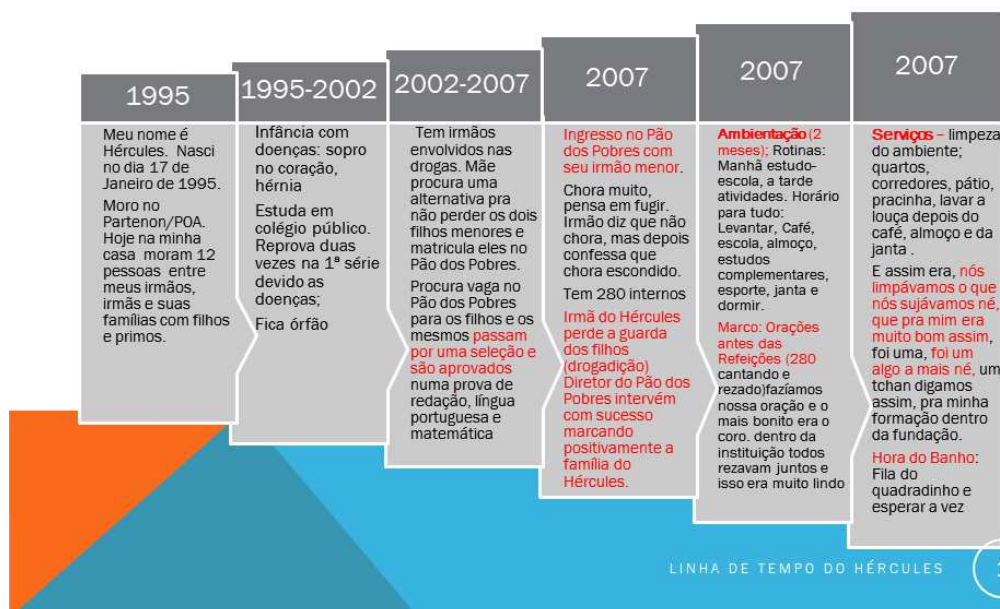 1995
Meu nome é
Hércules. Nasci
no dia 17 de
Janeiro de 1995.
Moro no
Partenon/POA.
Hoje na minha
casa moram 12
pessoas entre
meus irmãos,
irmãs e suas
famílias com filhos
e primos.
1995-2002
Infância com
doenças: sopro
no coração,
hérnia
Estuda em
colégio público.
Reprova duas
vezes na 1ª série
devido as
doenças;
Fica órfão
2002-2007
Tem irmãos
envolvidos nas
drogas. Mãe
procura uma
alternativa pra
não perder os dois
filhos menores e
matricula eles no
Pão dos Pobres.
Procura vaga no
Pão dos Pobres
para os filhos e os
mesmos passam
por uma seleção e
são aprovados
numa prova de
redação, língua
portuguesa e
matemática
2007
Ingresso no Pão
dos Pobres com
seu irmão menor.
Chora muito,
pensa em fugir.
Irmão diz que não
chora, mas depois
confessa que
chora escondido.
Tem 280 internos
Irmã do Hércules
perde a guarda
dos filhos
(drogadição)
Diretor do Pão dos
Pobres intervém
com sucesso
marcando
positivamente a
família do
Hércules.
2007
Ambientação (2
meses); Rotinas:
Manhã estudo-
escola, a tarde
atividades. Horário
para tudo:
Levantar, Café,
escola, almoço,
estudos
complementares,
esporte, janta e
dormir.
Marco: Orações
antes das
Refeições (280
cantando e
rezado)fazíamos
nossa oração e o
mais bonito era o
coro. dentro da
instituição todos
rezavam juntos e
isso era muito lindo
2007
Serviços – limpeza
do ambiente;
quartos,
corredores, pátio,
pracinha, lavar a
louça depois do
café, almoço e da
janta .
E assim era, nós
limpávamos o que
nós sujávamos né,
que pra mim era
muito bom assim,
foi uma, foi um
algo a mais né, um
tchan digamos
assim, pra minha
formação dentro
da fundação.
Hora do Banho:
Fila do
quadradinho e
esperar a vez
LINHA DE TEMPO DO HÉRCULES